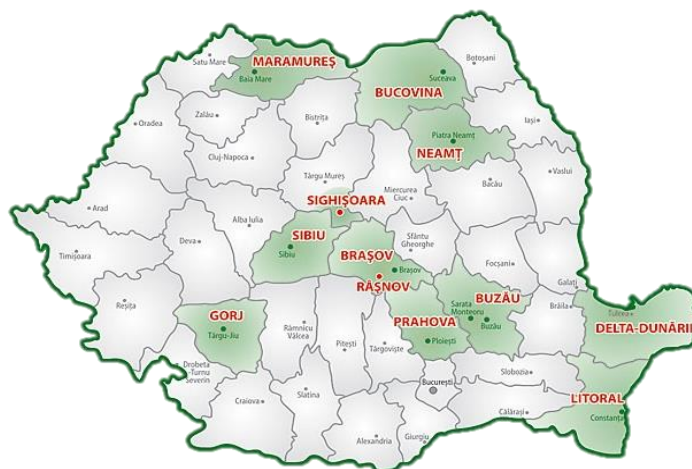 MARAMUREŞ
Satu Mare
Baia Mare
Botoșani
Suceava
BUCOVINA
Oradea
Zalău
Bistrița
Iași
Piatra Neamț
NEAMȚ
Cluj-Napoca
Târgu Mureș
Miercurea
Ciuc
Bacău
Vaslui
SIGHIȘOARA
Arad
Alba Iulia
Deva
SIBIU
Sibiu
BRAȘOV
Brașov
RÂȘNOV
Sfântu
Gheorghe
Focșani
Galați
Timișoara
Reșița
GORJ
Târgu-Jiu
Râmnicu
Vâlcea
Pitești
Târgoviște
PRAHOVA
Ploiești
BUZĂU
Sarata
Monteoru
Buzău
Brăila
Tulcea
DELTA-DUNĂRII
Drobeta
-Turnu
Severin
Craiova
Slatina
București
Slobozia
Călărași
LITORAL
Constanța
Alexandria
Giurgiu